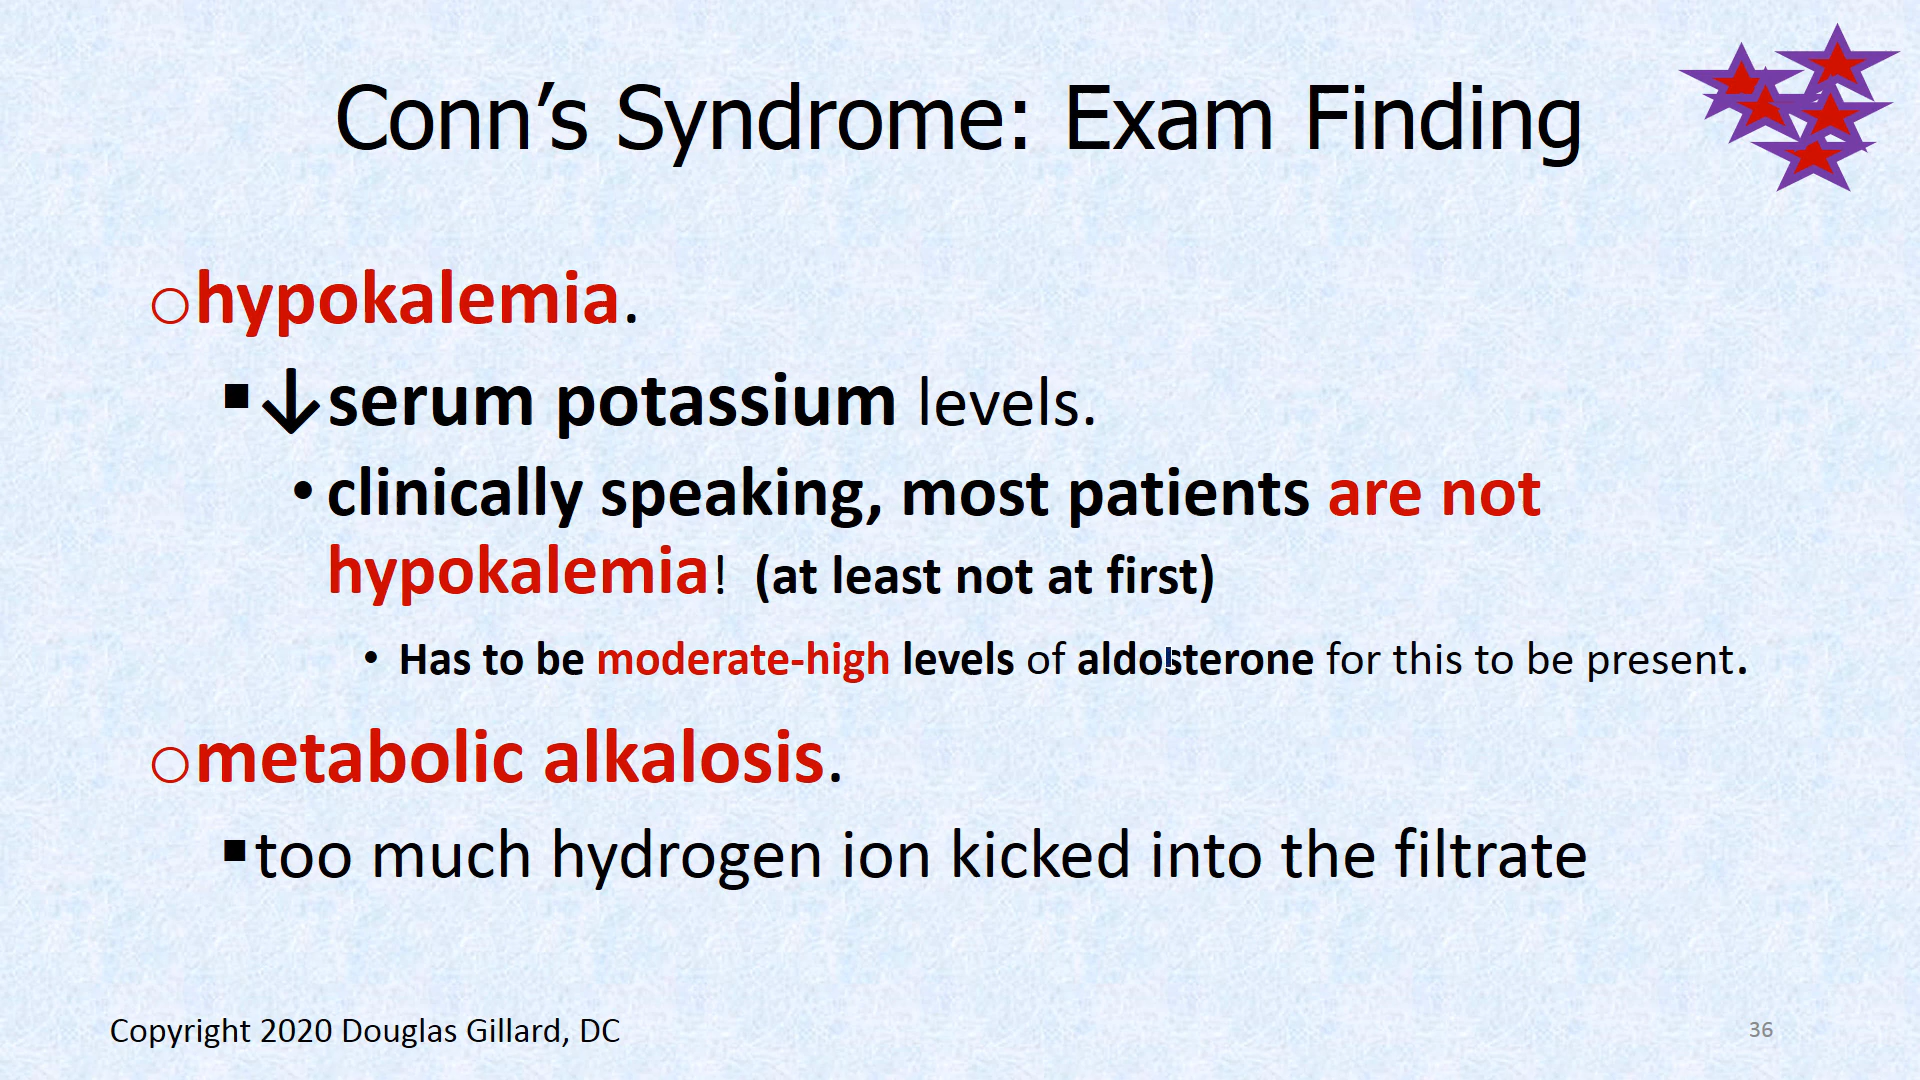 Conn’s Syndrome: Exam Finding
○hypokalemia.
▪↓serum potassium levels.
•clinically speaking, most patients are not
hypokalemia! (at least not at first)
• Has to be moderate-high levels of aldosterone for this to be present.
○metabolic alkalosis.
▪too much hydrogen ion kicked into the filtrate
Copyright 2020 Douglas Gillard, DC
36